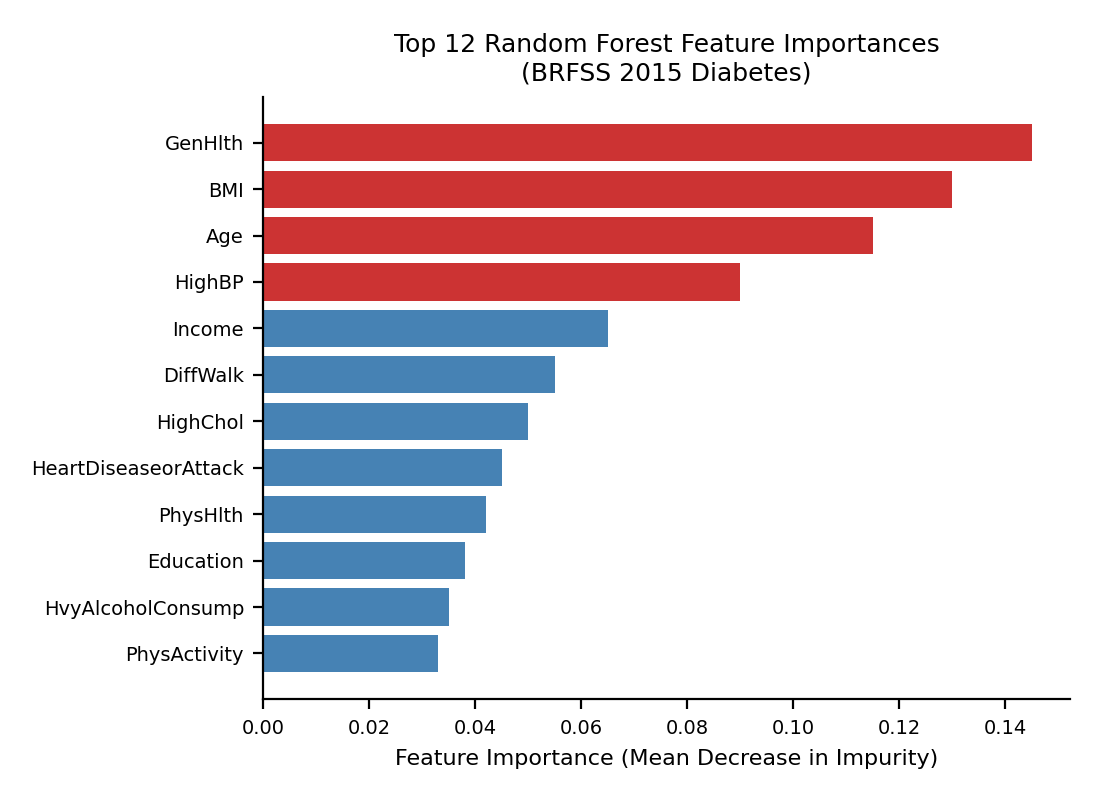 Top 12 Random Forest Feature Importances
(BRFSS 2015 Diabetes)
GenHlth
BMI
Age
HighBP
Income
DiffWalk
HighChol
HeartDiseaseorAttack
PhysHlth
Education
HvyAlcoholConsump
PhysActivity
0.00 0.02 0.04 0.06 0.08 0.10 0.12 0.14
Feature Importance (Mean Decrease in Impurity)